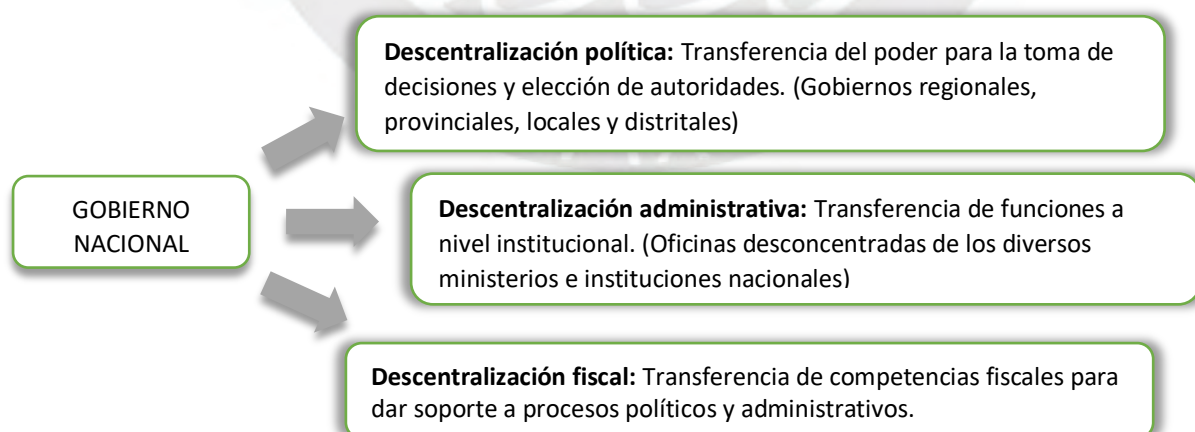 Descentralización política: Transferencia del poder para la toma de
decisiones y elección de autoridades. (Gobiernos regionales,
provinciales, locales y distritales)
GOBIERNO
NACIONAL
Descentralización administrativa: Transferencia de funciones a
nivel institucional. (Oficinas desconcentradas de los diversos
ministerios e instituciones nacionales)
Descentralización fiscal: Transferencia de competencias fiscales para
dar soporte a procesos políticos y administrativos.